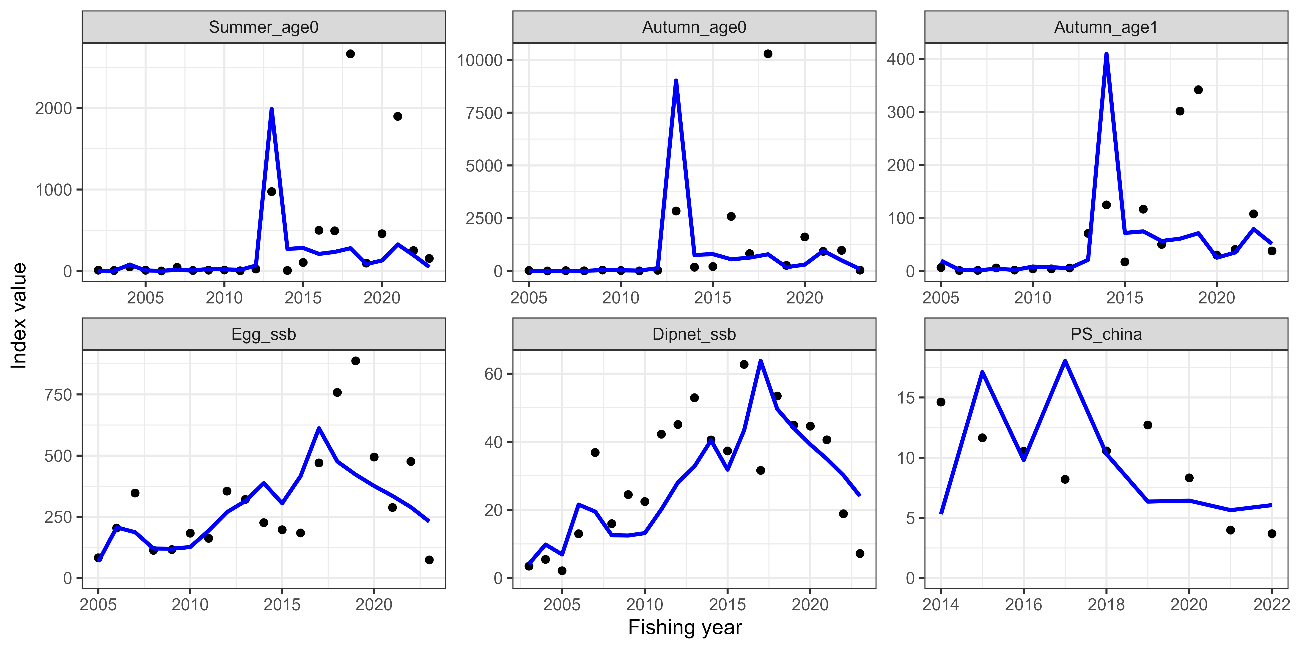 Summer_age0
Autumn_age0
Autumn_age1
2000
1000
0
2005 2010 2015 2020
10000
7500
5000
2500
0
2005 2010 2015 2020
400
300
200
100
0
2005 2010 2015 2020
Index value
Egg_ssb
Dipnet_ssb
PS_china
750
500
250
0
2005 2010 2015 2020
60
40
20
0
2005 2010 2015 2020
15
10
5
0
2014 2016 2018 2020 2022
Fishing year